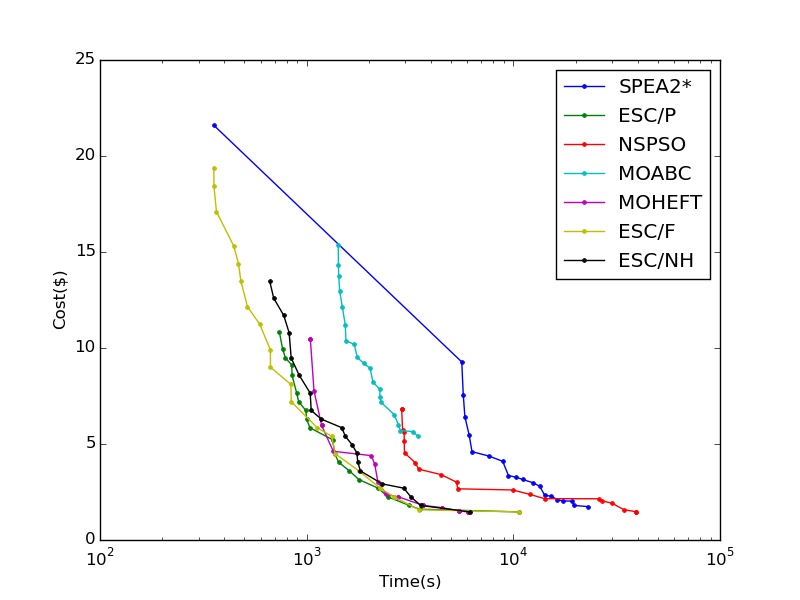 25
20
15
10
5
0
Cost($)
10²
10³
10⁴
10⁵
Time(s)
SPEA2*
ESC/P
NSPSO
MOABC
MOHEFT
ESC/F
ESC/NH